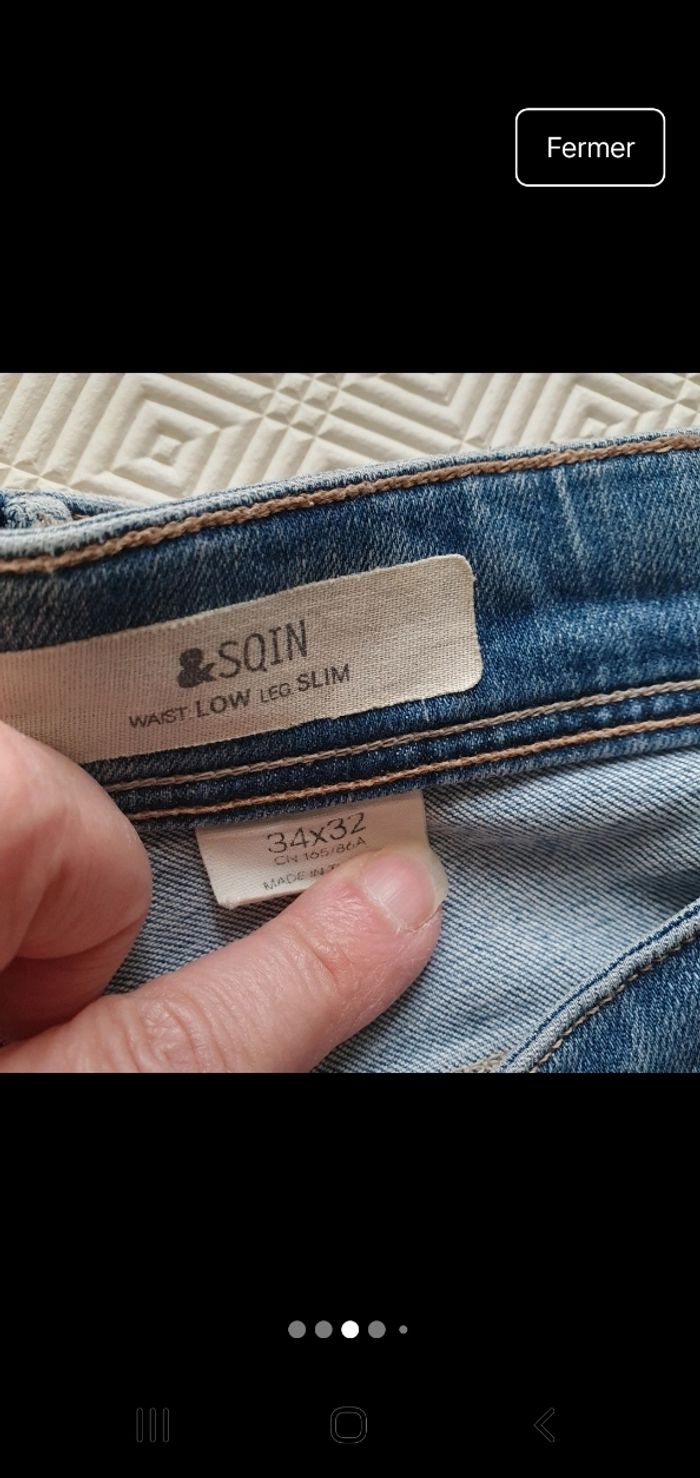 Fermer
&SQIN
WAIST LOW LEG SLIM
34x32
CN 165/86A
MADE IN